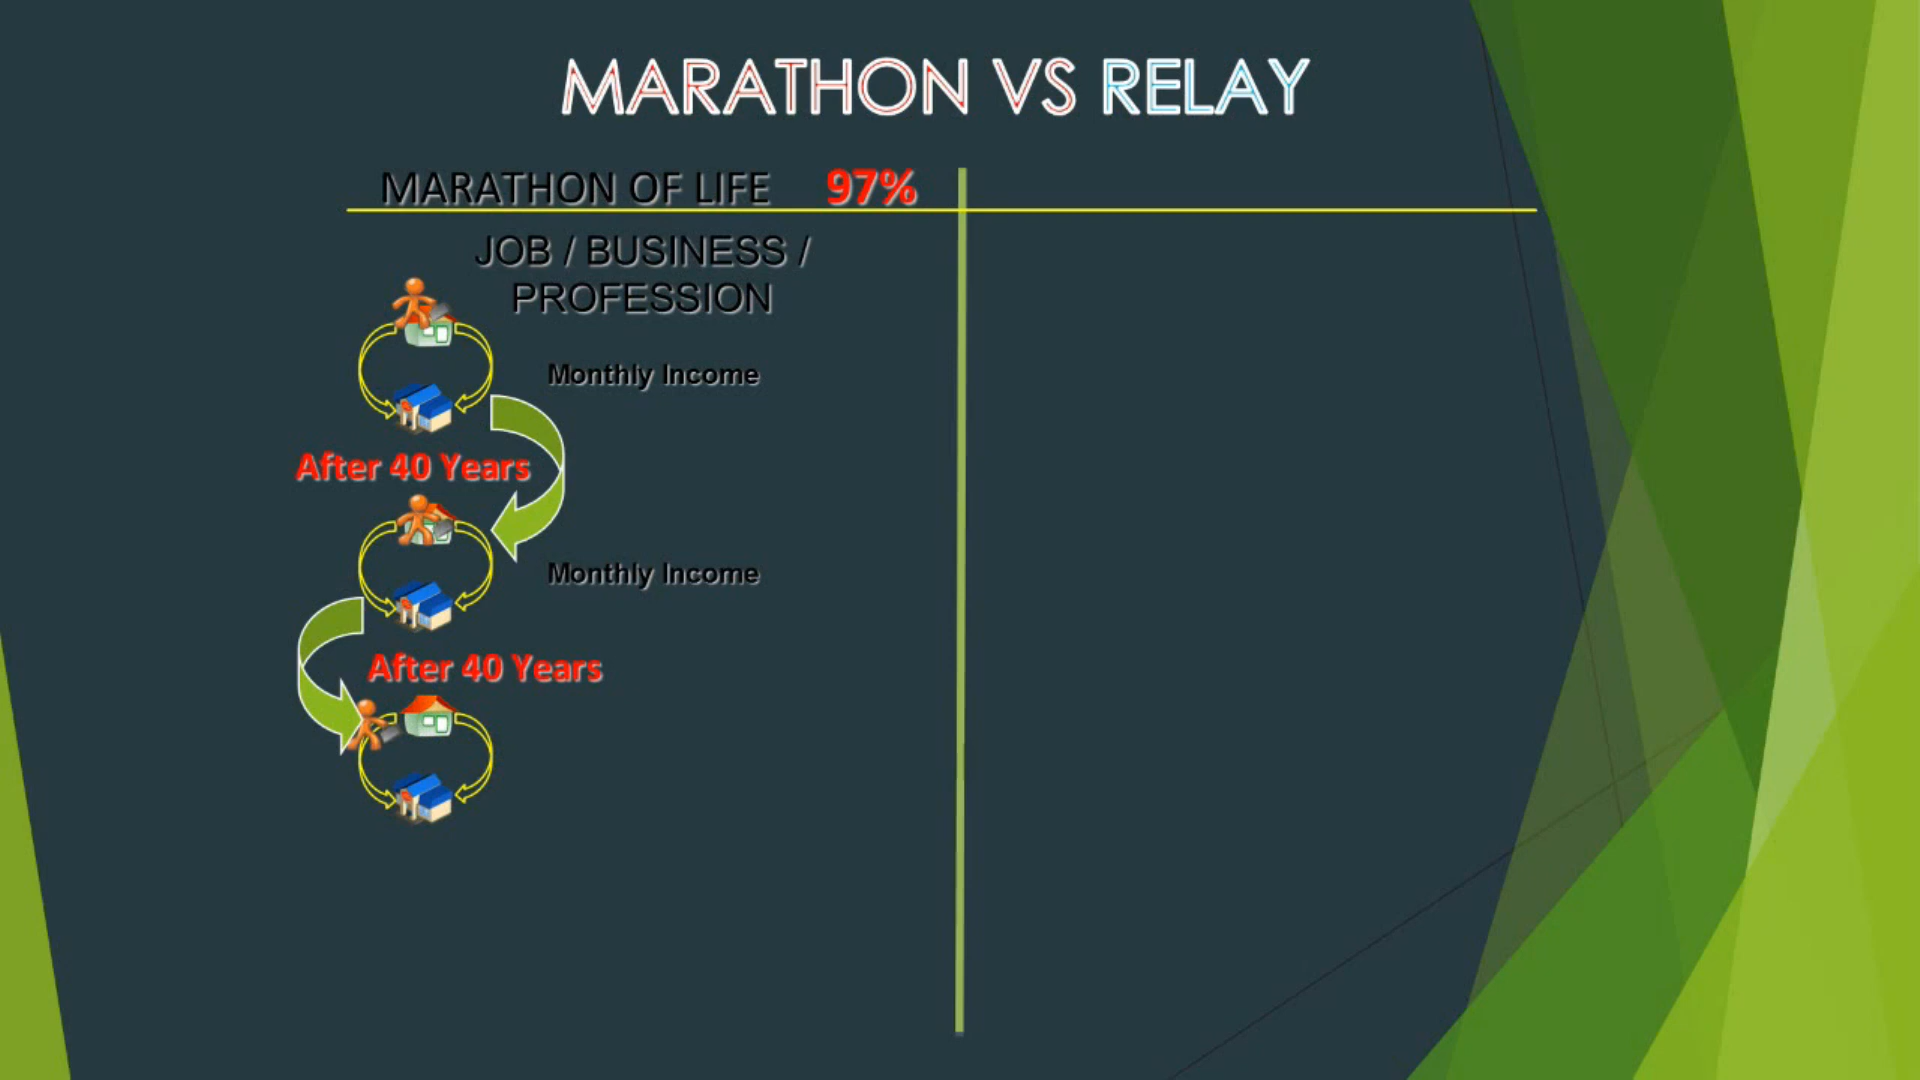 MARATHON VS RELAY
MARATHON OF LIFE 97%
JOB / BUSINESS /
PROFESSION
Monthly Income
After 40 Years
Monthly Income
After 40 Years